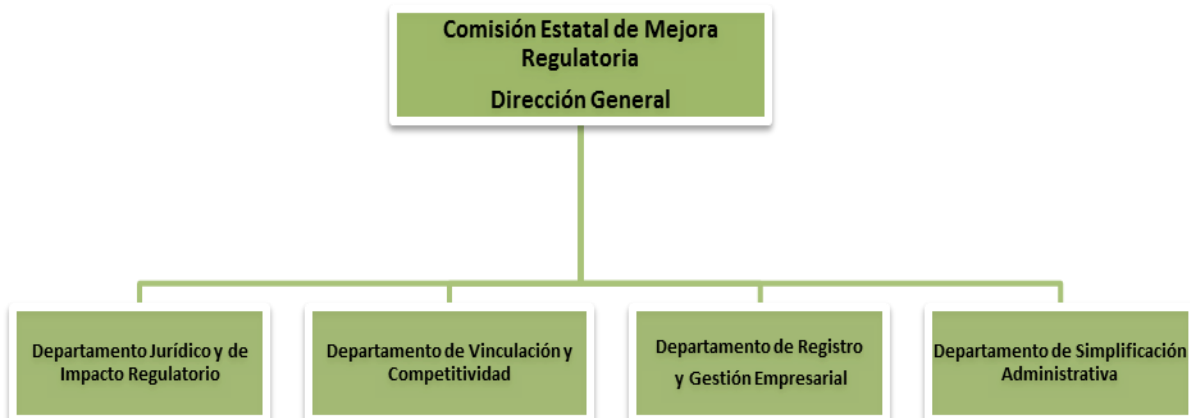 Comisión Estatal de Mejora
Regulatoria
Dirección General
Departamento Jurídico y de
Impacto Regulatorio
Departamento de Vinculación y
Competitividad
Departamento de Registro
y Gestión Empresarial
Departamento de Simplificación
Administrativa